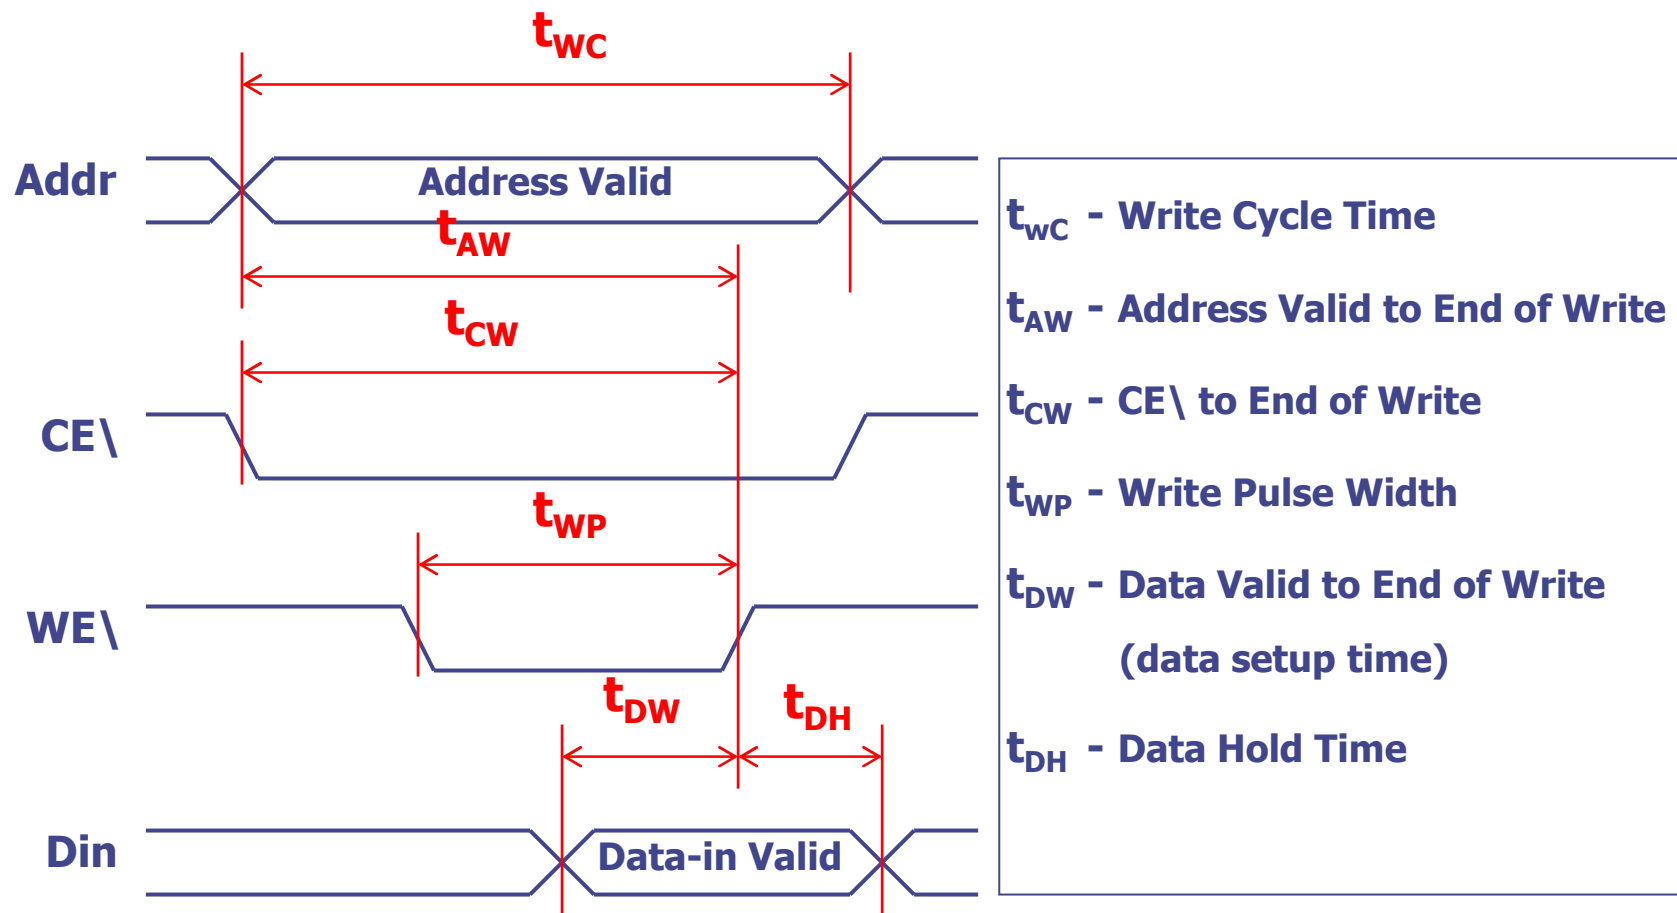 tWC
Addr
Address Valid
tAW
tCW
CE\
tWP
WE\
tDW
tDH
Din
Data-in Valid
twC - Write Cycle Time
tAW - Address Valid to End of Write
tCW - CE\ to End of Write
tWP - Write Pulse Width
tDW - Data Valid to End of Write
(data setup time)
tDH - Data Hold Time